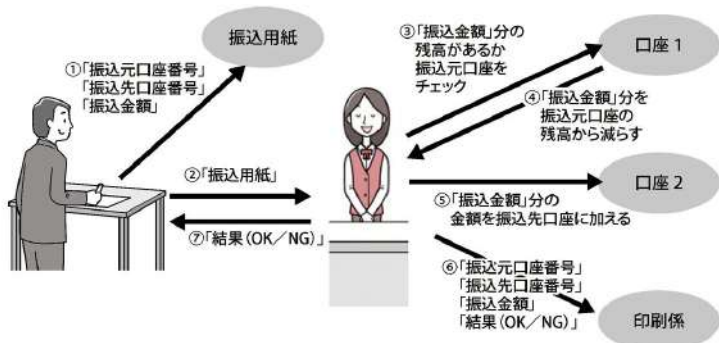 振込用紙
①「振込元口座番号」
「振込先口座番号」
「振込金額」
②「振込用紙」
⑦「結果（OK／NG）」
③「振込金額」分の
残高があるか
振込元口座を
チェック
口座 1
④「振込金額」分を
振込元口座の
残高から減らす
口座 2
⑤「振込金額」分の
金額を振込先口座に加える
⑥「振込元口座番号」
「振込先口座番号」
「振込金額」
「結果（OK／NG）」
印刷係